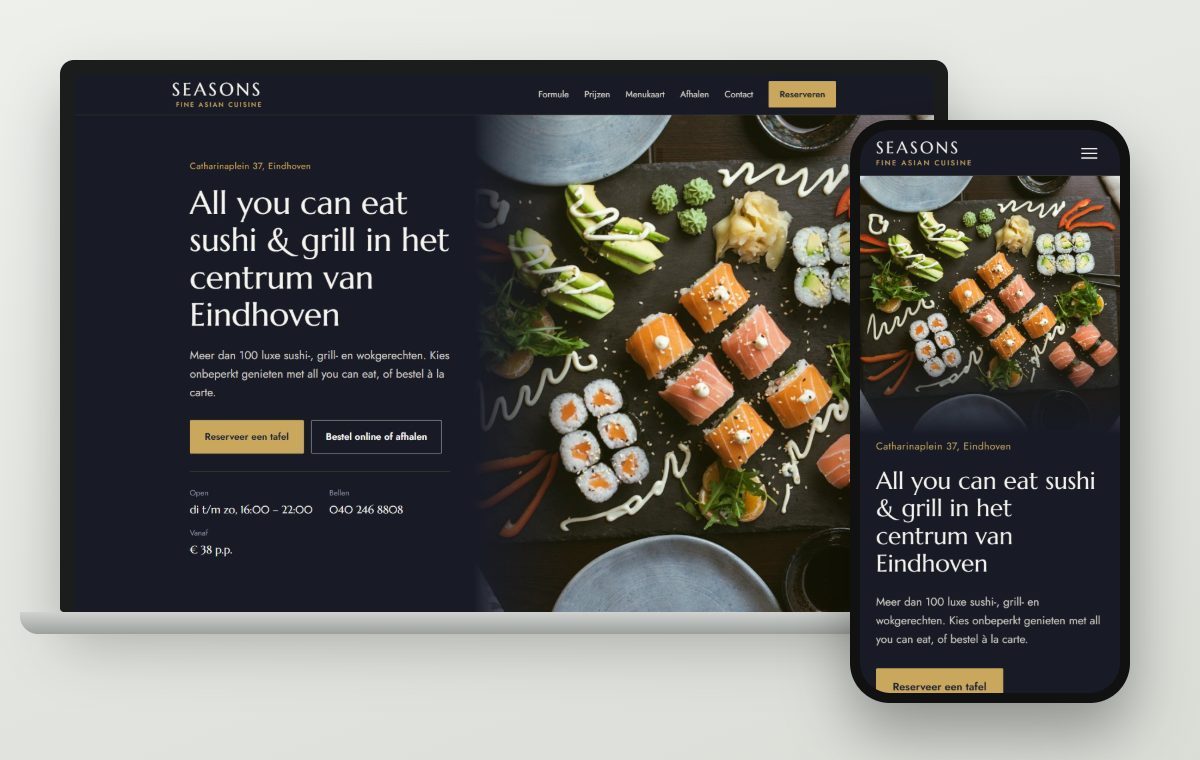 SEASONS
FINE ASIAN CUISINE
Formule Prijzen Menukaart Afhalen Contact Reserveren
Catharinaplein 37, Eindhoven
All you can eat
sushi & grill in het
centrum van
Eindhoven
Meer dan 100 luxe sushi-, grill- en wokgerechten. Kies
onbeperkt genieten met all you can eat, of bestel à la
carte.
Reserveer een tafel Bestel online of afhalen
Open Bellen
di t/m zo, 16:00 – 22:00 040 246 8808
Vanaf
€ 38 p.p.
SEASONS
FINE ASIAN CUISINE
Catharinaplein 37, Eindhoven
All you can eat sushi
& grill in het
centrum van
Eindhoven
Meer dan 100 luxe sushi-, grill- en
wokgerechten. Kies onbeperkt genieten met all
you can eat, of bestel à la carte.
Reserveer een tafel